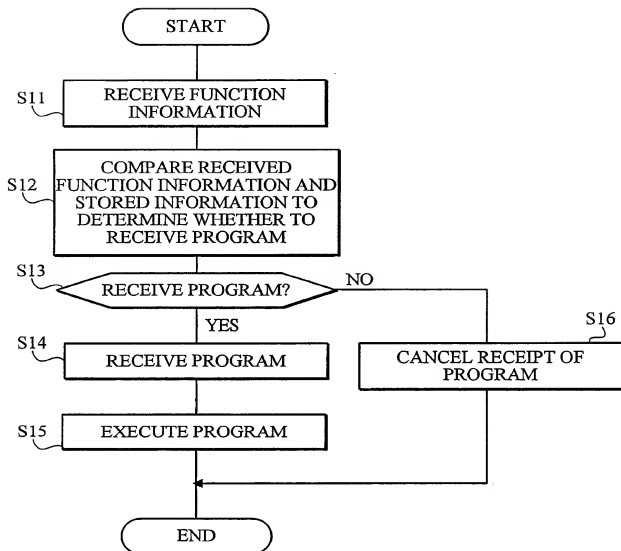 START
S11
RECEIVE FUNCTION
INFORMATION
S12
COMPARE RECEIVED
FUNCTION INFORMATION AND
STORED INFORMATION TO
DETERMINE WHETHER TO
RECEIVE PROGRAM
S13
RECEIVE PROGRAM?
NO
YES
S14
RECEIVE PROGRAM
S16
CANCEL RECEIPT OF
PROGRAM
S15
EXECUTE PROGRAM
END